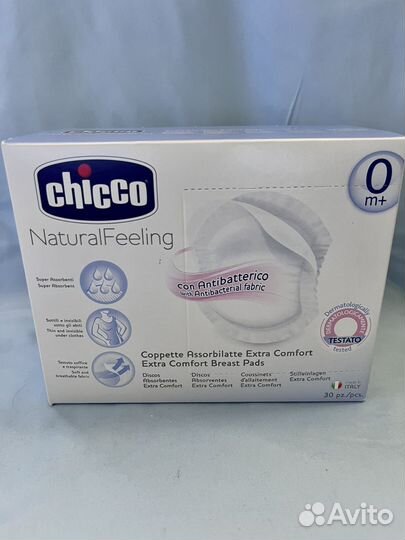 chicco
NaturalFeeling
0
m+
Super Assorbenti
Super Absorbent
Sottili e invisibili
sotto gli abiti
Thin and invisible
under clothes
Tessuto soffice
e traspirante
Soft and
breathable fabric
con Antibatterico
with Antibacterial fabric
Dermatologically
DERMATOLOGICAMENTE
TESTATO
tested
Coppette Assorbilatte Extra Comfort
Extra Comfort Breast Pads
Discos
Absorbentes
Extra Comfort
Discos
Absorventes
Extra Comfort
Coussinets
d'allaitement
Extra Comfort
Stilleinlagen
Extra Comfort
ITALY
30 pz./pcs.
Avito